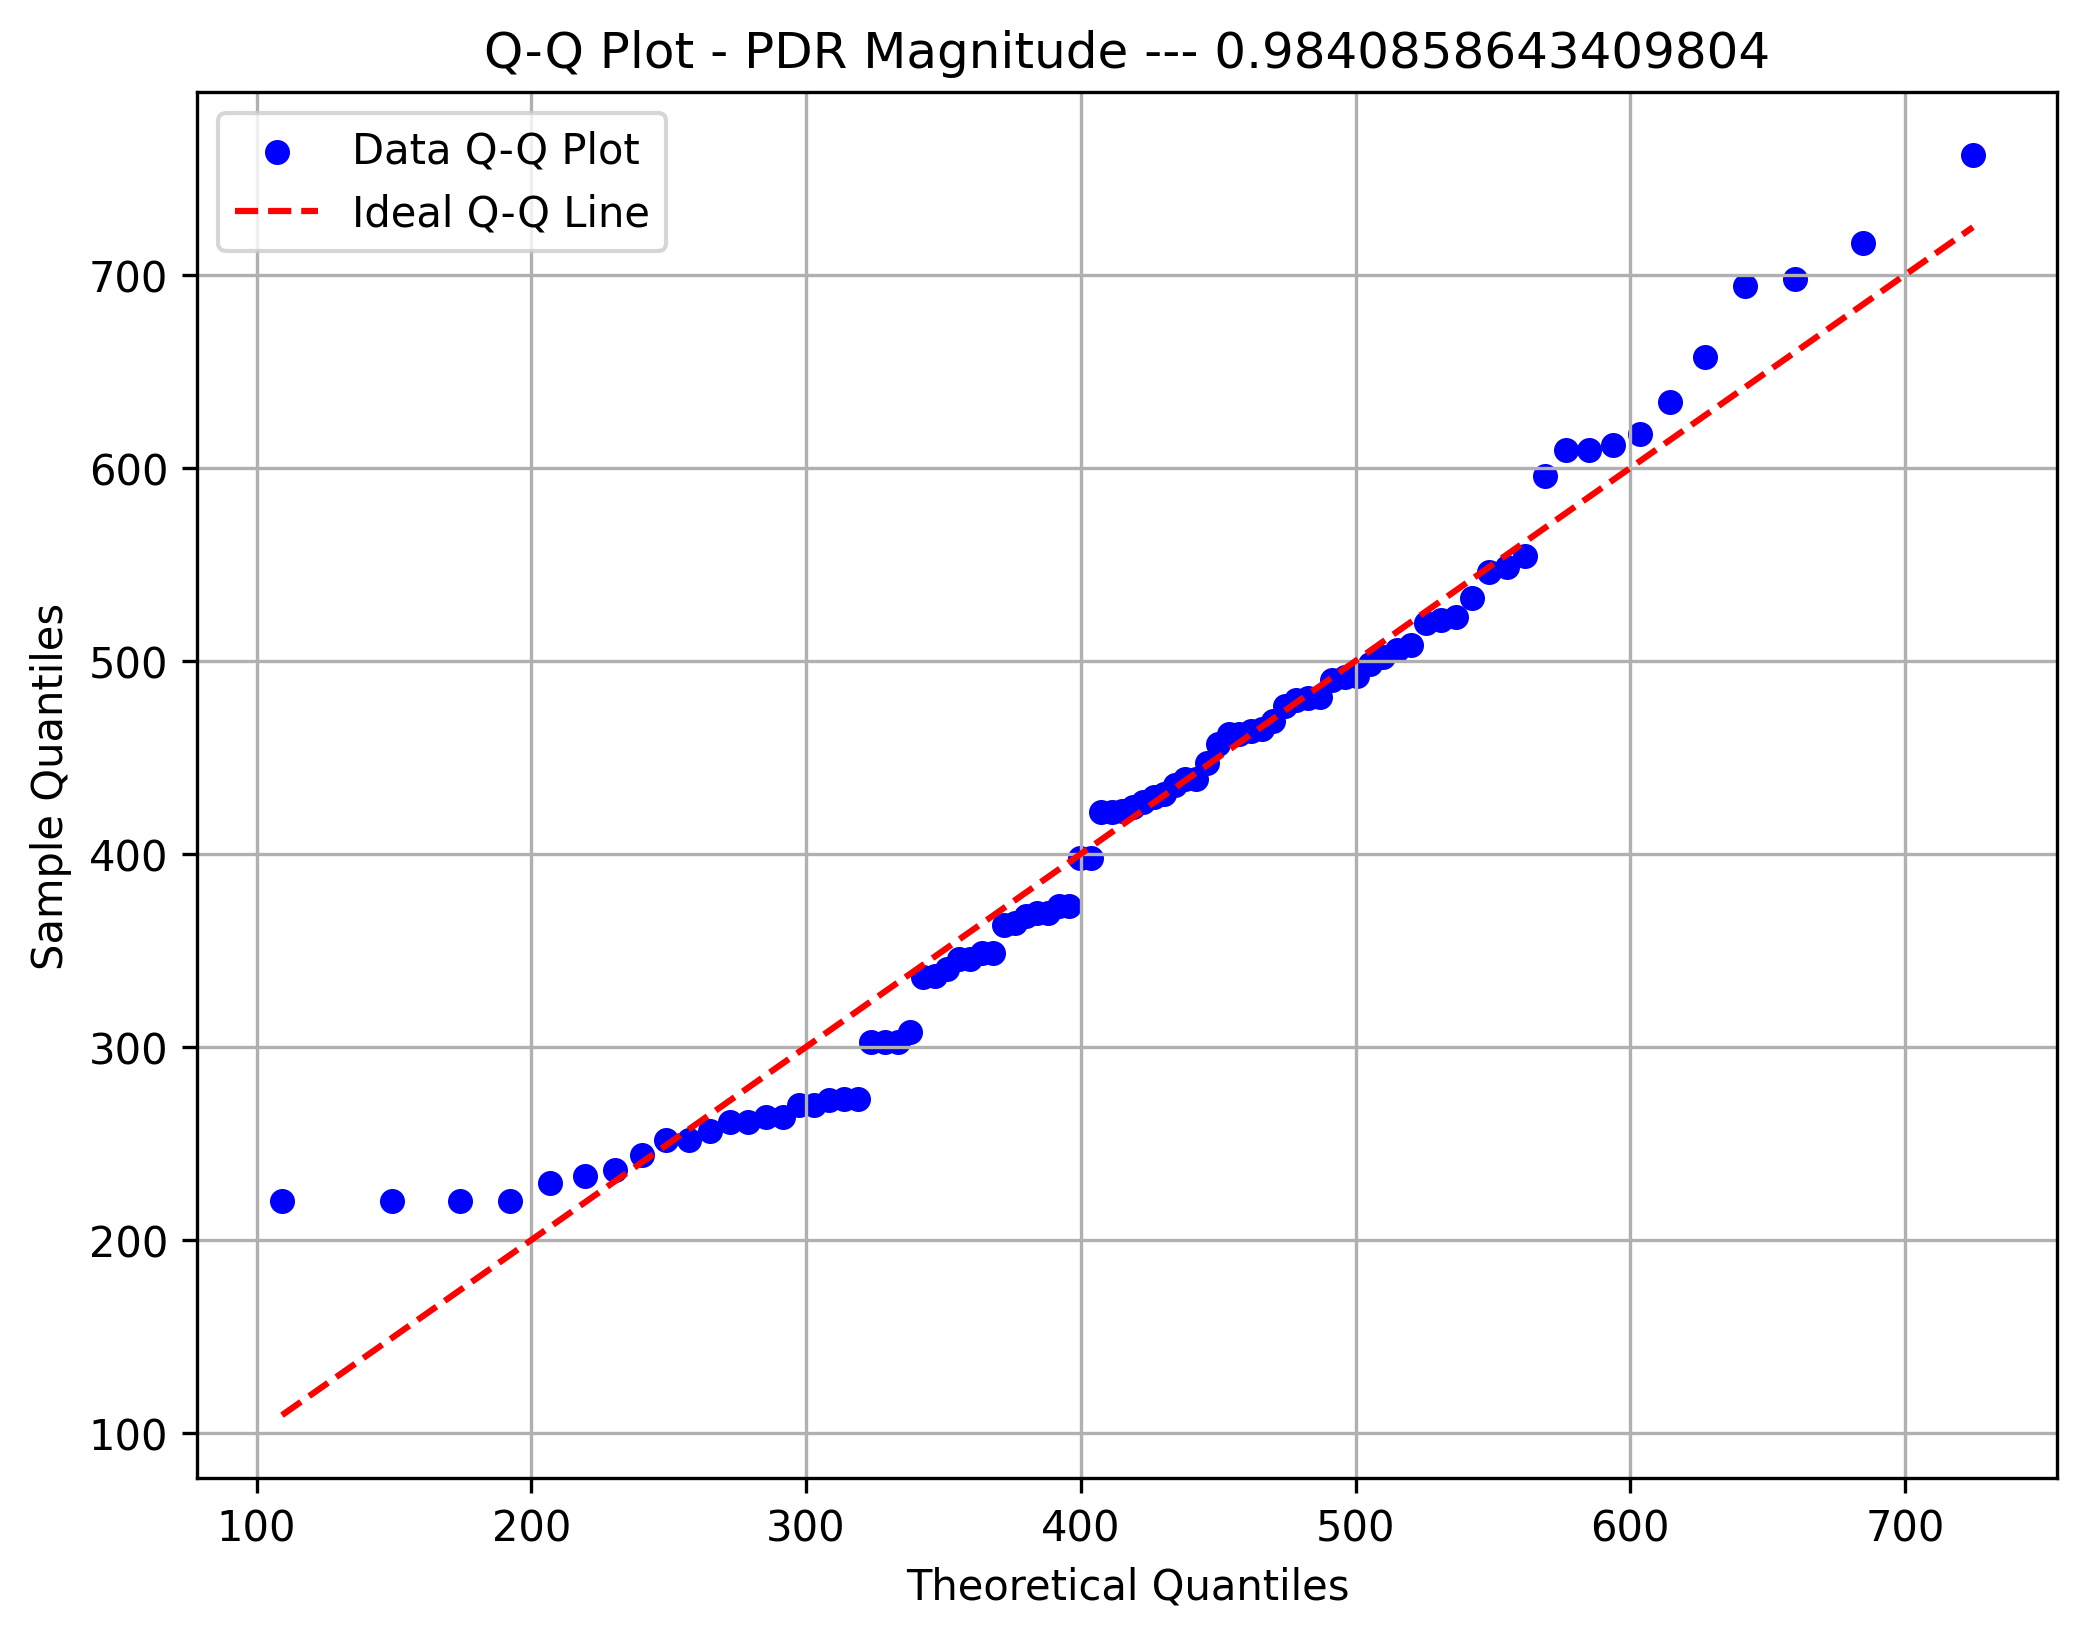 Q-Q Plot - PDR Magnitude --- 0.9840858643409804
Data Q-Q Plot
Ideal Q-Q Line
700
600
500
400
300
200
100
Sample Quantiles
100 200 300 400 500 600 700
Theoretical Quantiles